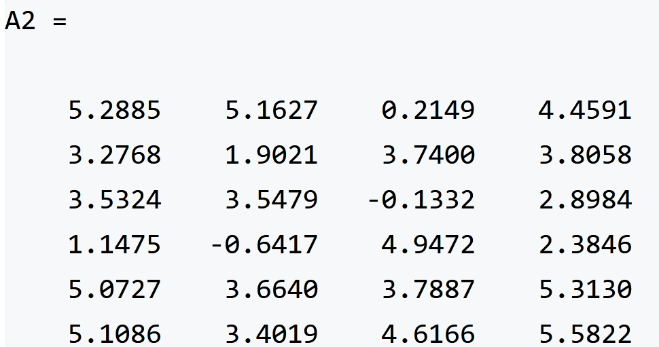 A2 =
5.2885 5.1627 0.2149 4.4591
3.2768 1.9021 3.7400 3.8058
3.5324 3.5479 -0.1332 2.8984
1.1475 -0.6417 4.9472 2.3846
5.0727 3.6640 3.7887 5.3130
5.1086 3.4019 4.6166 5.5822